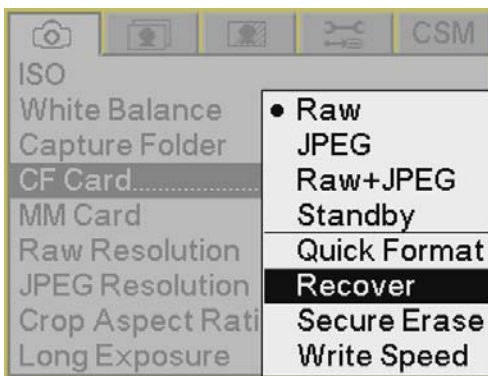 CSM
ISO
White Balance
Capture Folder
CF Card..............
MM Card
Raw Resolution
JPEG Resolution
Crop Aspect Rati
Long Exposure
Raw
JPEG
Raw+JPEG
Standby
Quick Format
Recover
Secure Erase
Write Speed